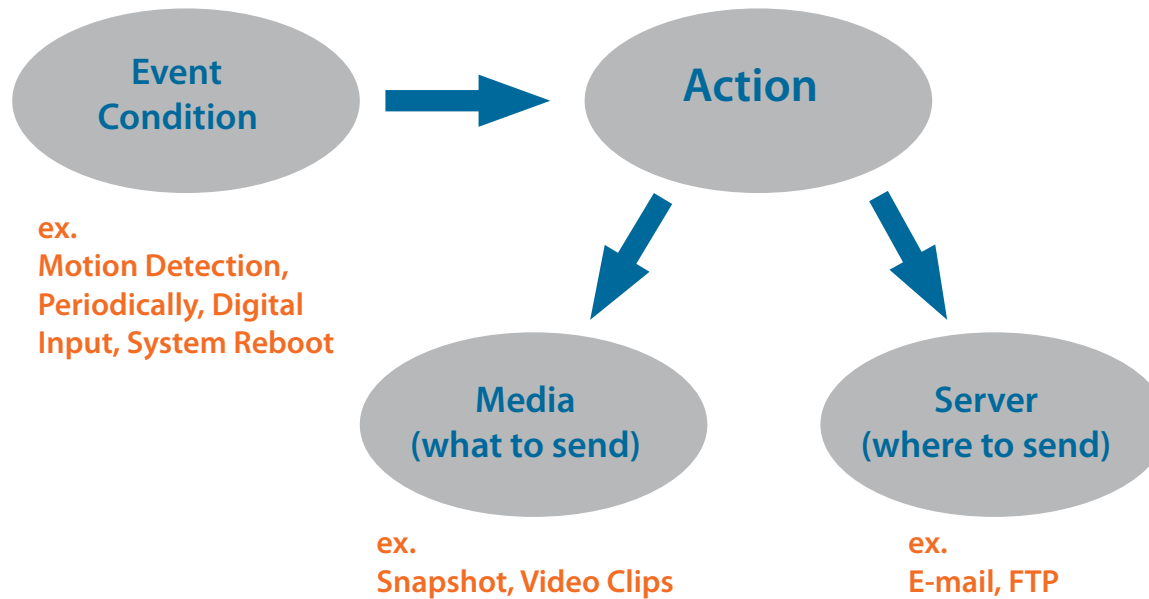 Event
Condition
Action
ex.
Motion Detection,
Periodically, Digital
Input, System Reboot
Media
(what to send)
Server
(where to send)
ex.
Snapshot, Video Clips
ex.
E-mail, FTP